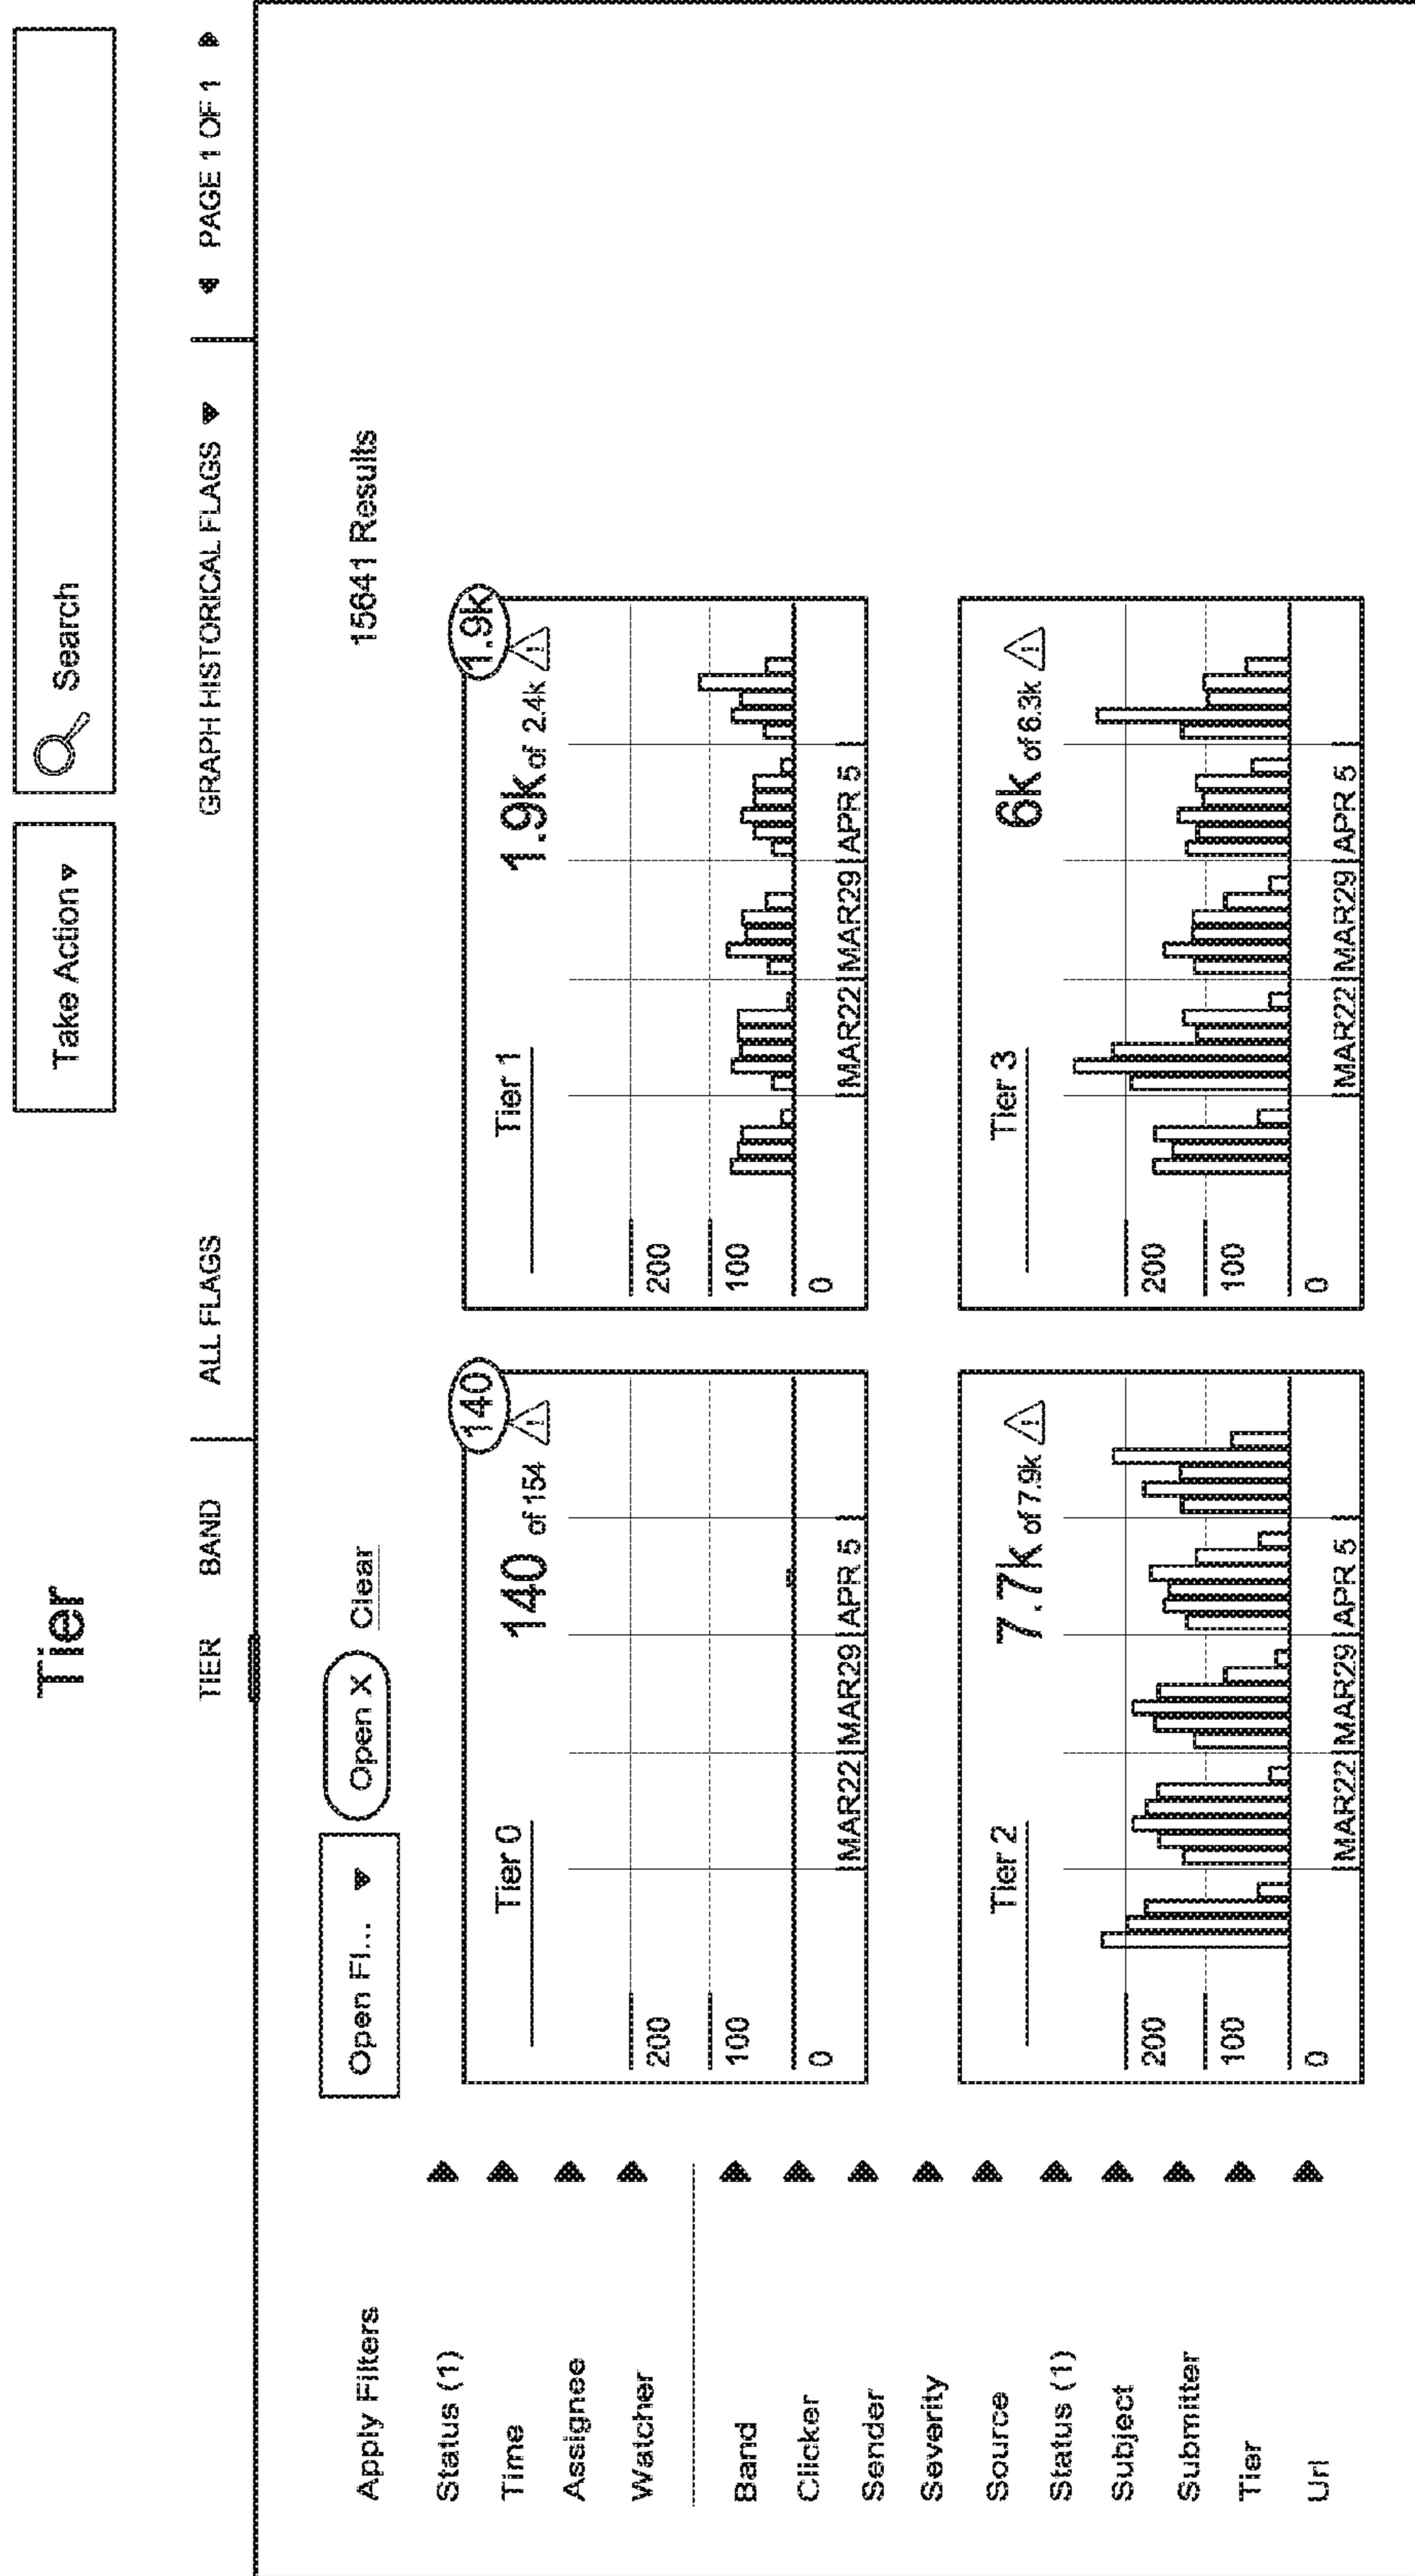 Tier
Take Action
Search
TIER BAND
ALL FLAGS
GRAPH HISTORICAL FLAGS
PAGE 1 OF 1
Apply Filters
Status (1)
Time
Assignee
Watcher
Band
Clicker
Sender
Severity
Source
Status (1)
Subject
Submitter
Tier
Url
Open Fl...
Open X
Clear
15641 Results
140
Tier 0
140 of 154
200
100
0
MAR22 MAR29 APR 5
1.9k
Tier 1
1.9K of 2.4k
200
100
0
MAR22 MAR29 APR 5
Tier 2
7.7K of 7.9k
200
100
0
MAR22 MAR29 APR 5
Tier 3
6K of 6.3k
200
100
0
MAR22 MAR29 APR 5